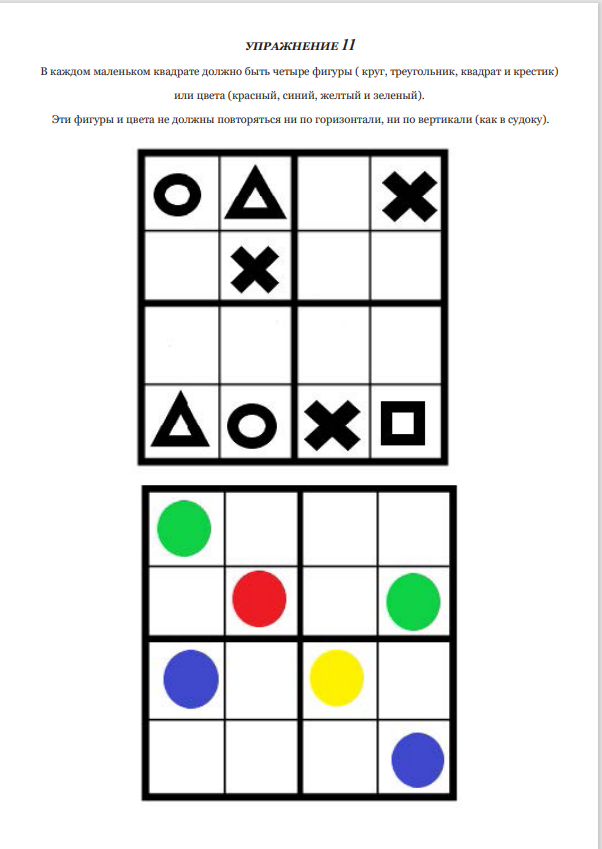 УПРАЖНЕНИЕ 11
В каждом маленьком квадрате должно быть четыре фигуры ( круг, треугольник, квадрат и крестик)
или цвета (красный, синий, желтый и зеленый).
Эти фигуры и цвета не должны повторяться ни по горизонтали, ни по вертикали (как в судоку).